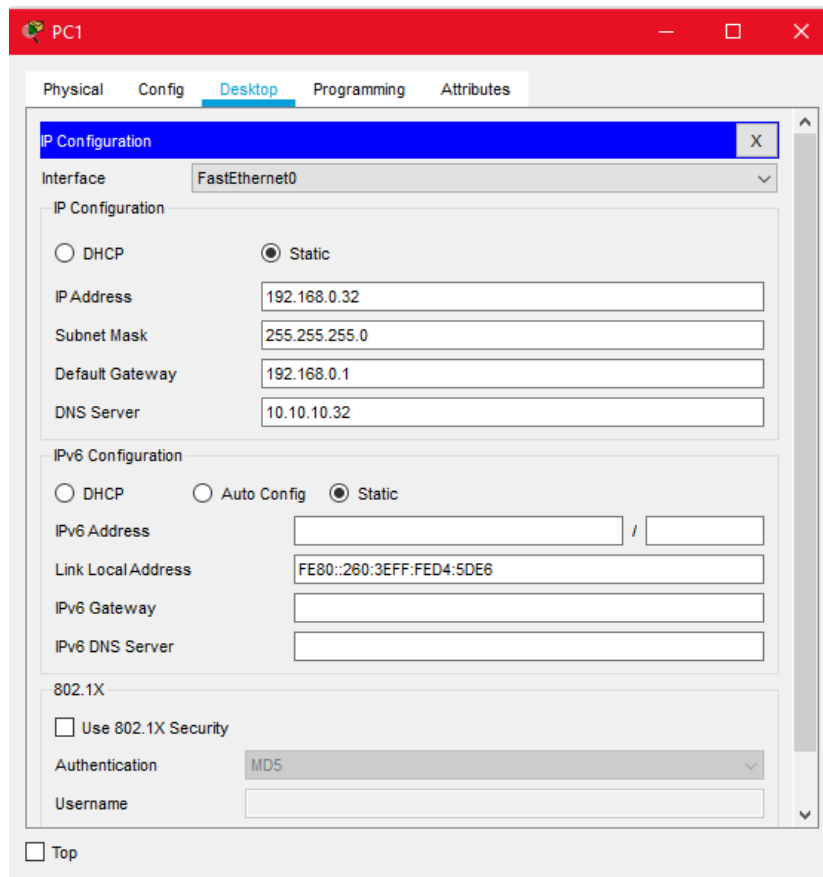 PC1
Physical Config Desktop Programming Attributes
IP Configuration X
Interface FastEthernet0
IP Configuration
DHCP Static
IP Address 192.168.0.32
Subnet Mask 255.255.255.0
Default Gateway 192.168.0.1
DNS Server 10.10.10.32
IPv6 Configuration
DHCP Auto Config Static
IPv6 Address /
Link Local Address FE80::260:3EFF:FED4:5DE6
IPv6 Gateway
IPv6 DNS Server
802.1X
Use 802.1X Security
Authentication MD5
Username
Top